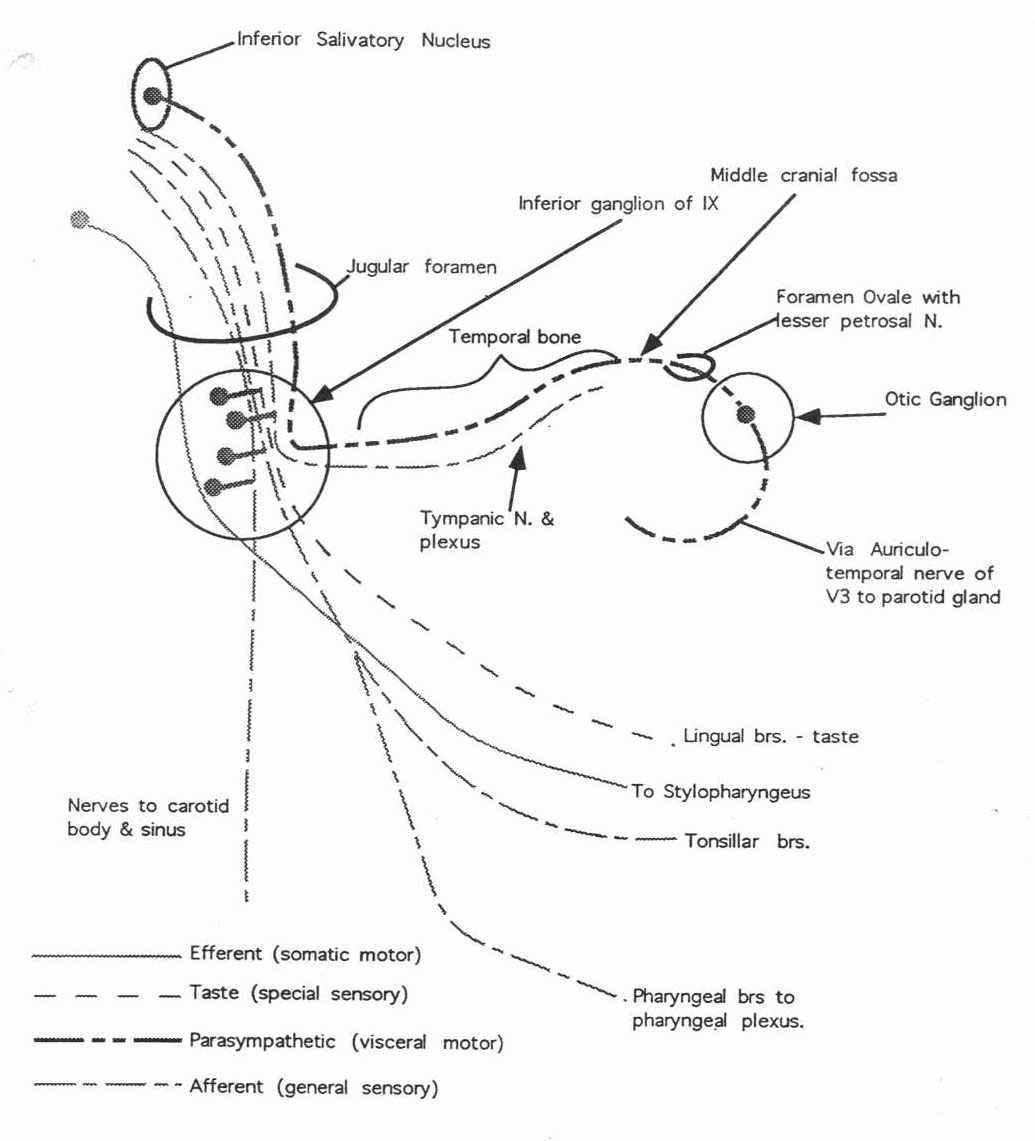 Inferior Salivatory Nucleus
Middle cranial fossa
Inferior ganglion of IX
Jugular foramen
Foramen Ovale with
lesser petrosal N.
Temporal bone
Otic Ganglion
Tympanic N. &
plexus
Via Auriculo-
temporal nerve of
V3 to parotid gland
Lingual brs. - taste
To Stylopharyngeus
Nerves to carotid
body & sinus
Tonsillar brs.
Efferent (somatic motor)
Taste (special sensory)
Pharyngeal brs to
pharyngeal plexus.
Parasympathetic (visceral motor)
Afferent (general sensory)